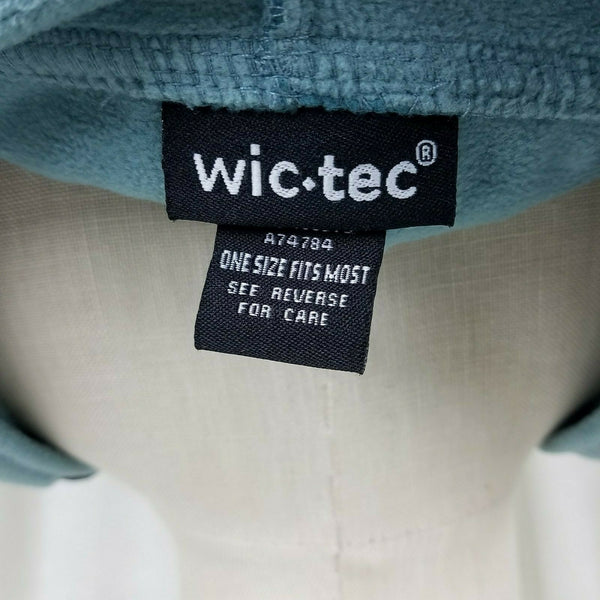 wic·tec®
A74784
ONE SIZE FITS MOST
SEE REVERSE
FOR CARE